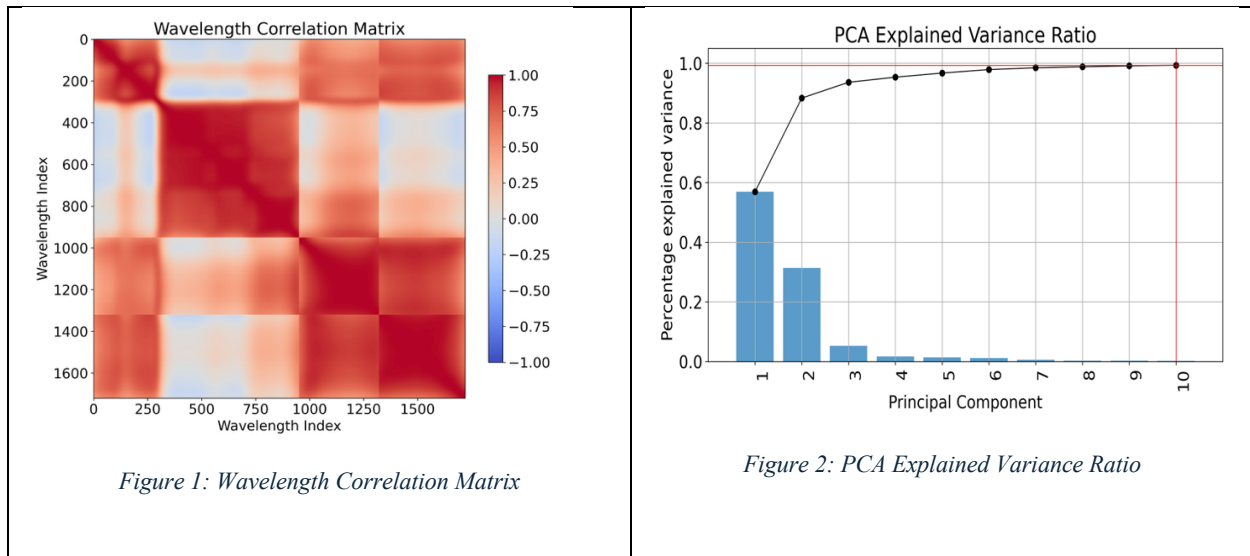 Wavelength Correlation Matrix
0
200
400
600
800
1000
1200
1400
1600
Wavelength Index
0 250 500 750 1000 1250 1500
Wavelength Index
1.00
0.75
0.50
0.25
0.00
−0.25
−0.50
−0.75
−1.00
Figure 1: Wavelength Correlation Matrix
PCA Explained Variance Ratio
1.0
0.8
0.6
0.4
0.2
0.0
Percentage explained variance
1 2 3 4 5 6 7 8 9 10
Principal Component
Figure 2: PCA Explained Variance Ratio